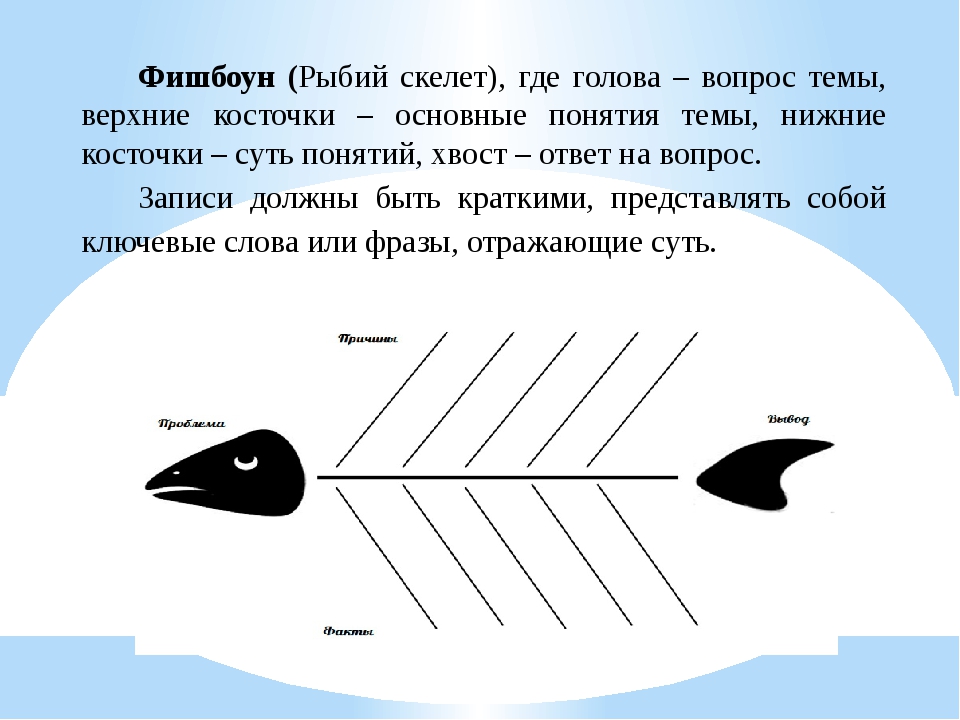 Фишбоун (Рыбий скелет), где голова – вопрос темы,
верхние косточки – основные понятия темы, нижние
косточки – суть понятий, хвост – ответ на вопрос.
Записи должны быть краткими, представлять собой
ключевые слова или фразы, отражающие суть.
Причины
Проблема
Вывод
Факты